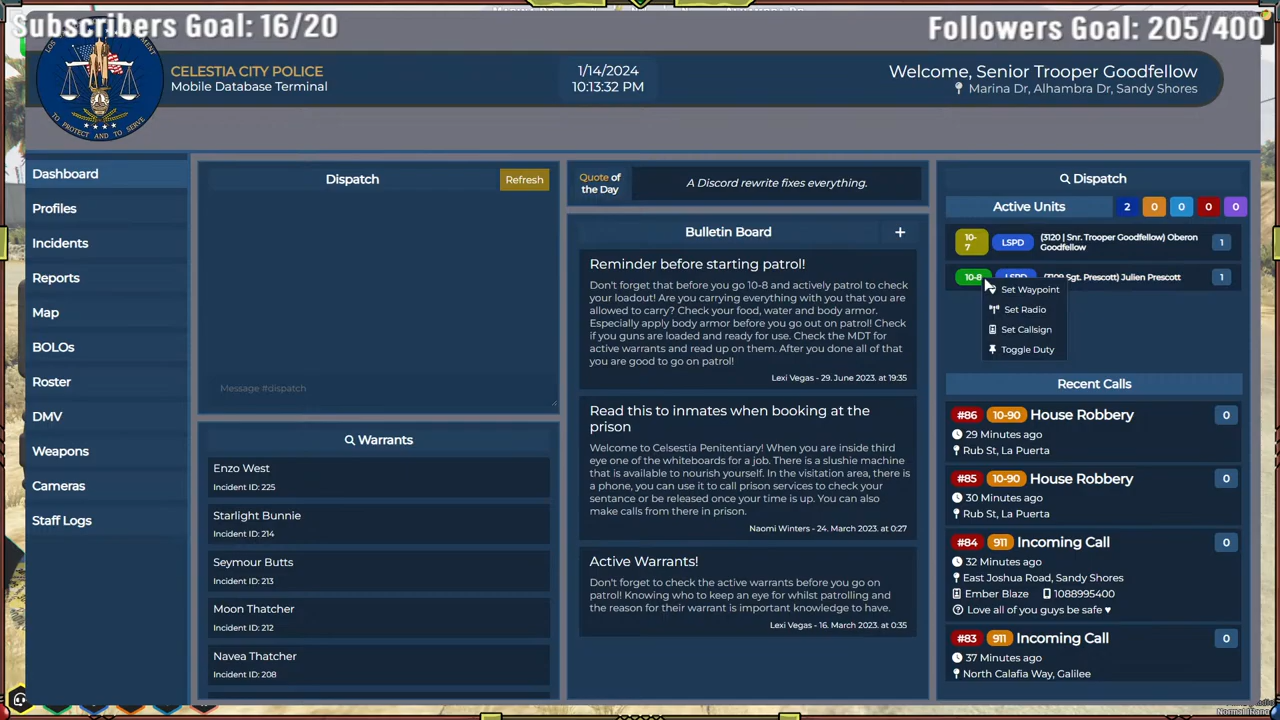 Subscribers Goal: 16/20
Followers Goal: 205/400
TO PROTECT AND TO SERVE
CELESTIA CITY POLICE
Mobile Database Terminal
1/14/2024
10:13:32 PM
Welcome, Senior Trooper Goodfellow
Marina Dr, Alhambra Dr, Sandy Shores
Dashboard
Profiles
Incidents
Reports
Map
BOLOs
Roster
DMV
Weapons
Cameras
Staff Logs
Dispatch
Refresh
Message #dispatch
Warrants
Enzo West
Incident ID: 225
Starlight Bunnie
Incident ID: 214
Seymour Butts
Incident ID: 213
Moon Thatcher
Incident ID: 212
Navea Thatcher
Incident ID: 208
Quote of
the Day
A Discord rewrite fixes everything.
Bulletin Board
+
Reminder before starting patrol!
Don't forget that before you go 10-8 and actively patrol to check
your loadout! Are you carrying everything with you that you are
allowed to carry? Check your food, water and body armor.
Especially apply body armor before you go out on patrol! Check
if you guns are loaded and ready for use. Check the MDT for
active warrants and read up on them. After you done all of that
you are good to go on patrol!
Lexi Vegas - 29. June 2023. at 19:35
Read this to inmates when booking at the
prison
Welcome to Celsestia Penitentiary! When you are inside third
eye one of the whiteboards for a job. There is a slushie machine
that is available to nourish yourself. In the visitation area, there is
a phone, you can use it to call prison services to check your
sentance or be released once your time is up. You can also
make calls from there in prison.
Naomi Winters - 24. March 2023. at 0:27
Active Warrants!
Don't forget to check the active warrants before you go on
patrol! Knowing who to keep an eye for whilst patrolling and
the reason for their warrant is important knowledge to have.
Lexi Vegas - 16. March 2023. at 0:35
Dispatch
Active Units 2 0 0 0 0
10-7 LSPD (3120 | Snr. Trooper Goodfellow) Oberon
Goodfellow 1
10-8 LSPD Sgt. Prescott) Julien Prescott 1
Set Waypoint
Set Radio
Set Callsign
Toggle Duty
Recent Calls
#86 10-90 House Robbery 0
29 Minutes ago
Rub St, La Puerta
#85 10-90 House Robbery 0
30 Minutes ago
Rub St, La Puerta
#84 911 Incoming Call 0
32 Minutes ago
East Joshua Road, Sandy Shores
Ember Blaze 1088995400
Love all of you guys be safe ♥
#83 911 Incoming Call 0
37 Minutes ago
North Calafia Way, Galilee